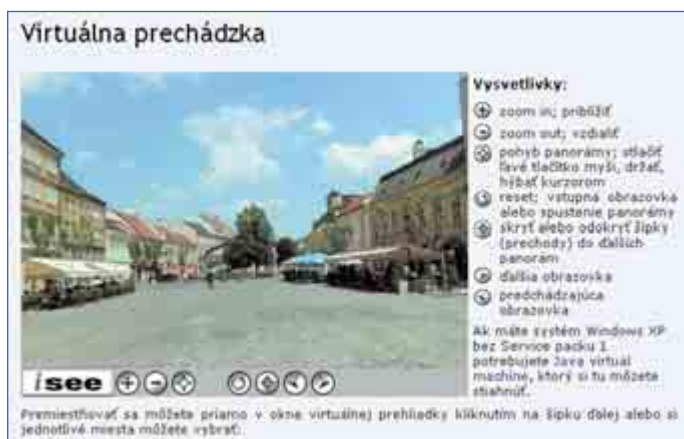 Virtuálna prechádzka
Vysvetlivky:
zoom in; priblížiť
zoom out; vzdialiť
pohyb panorámy; stlačiť
ľavé tlačítko myši, držať,
hýbať kurzorom
reset; vstupná obrazovka
alebo spustenie panorámy
skryť alebo odokryť šípky
(prechody) do ďalších
panorám
ďalšia obrazovka
predchádzajúca
obrazovka
Ak máte systém Windows XP
bez Service packu 1
potrebujete Java virtual
machine, ktorý si tu môžete
stiahnúť.
isee
Premiestňovať sa môžete priamo v okne virtuálnej prehliadky kliknutím na šipku ďalej alebo si
jednotlivé miesta môžete vybrať: